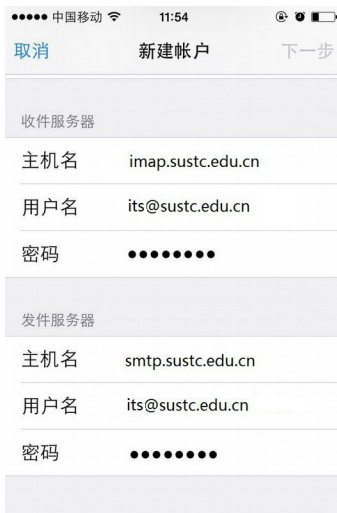 中国移动 11:54
取消 新建帐户 下一步
收件服务器
主机名 imap.sustc.edu.cn
用户名 its@sustc.edu.cn
密码 ●●●●●●●●
发件服务器
主机名 smtp.sustc.edu.cn
用户名 its@sustc.edu.cn
密码 ●●●●●●●●